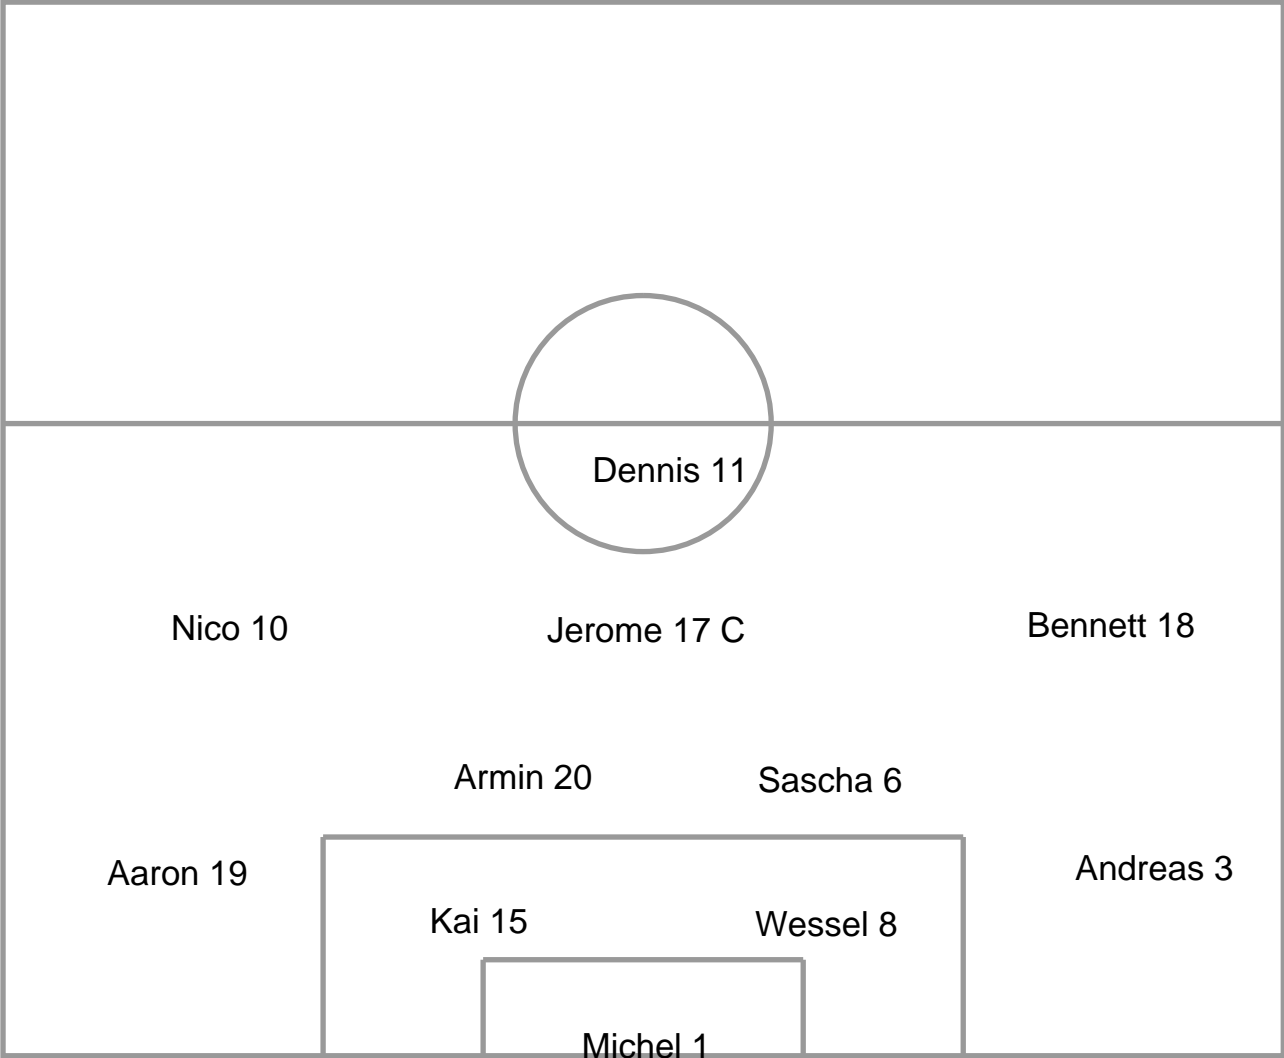 Dennis 11
Nico 10
Jerome 17 C
Bennett 18
Armin 20
Sascha 6
Aaron 19
Andreas 3
Kai 15
Wessel 8
Michel 1